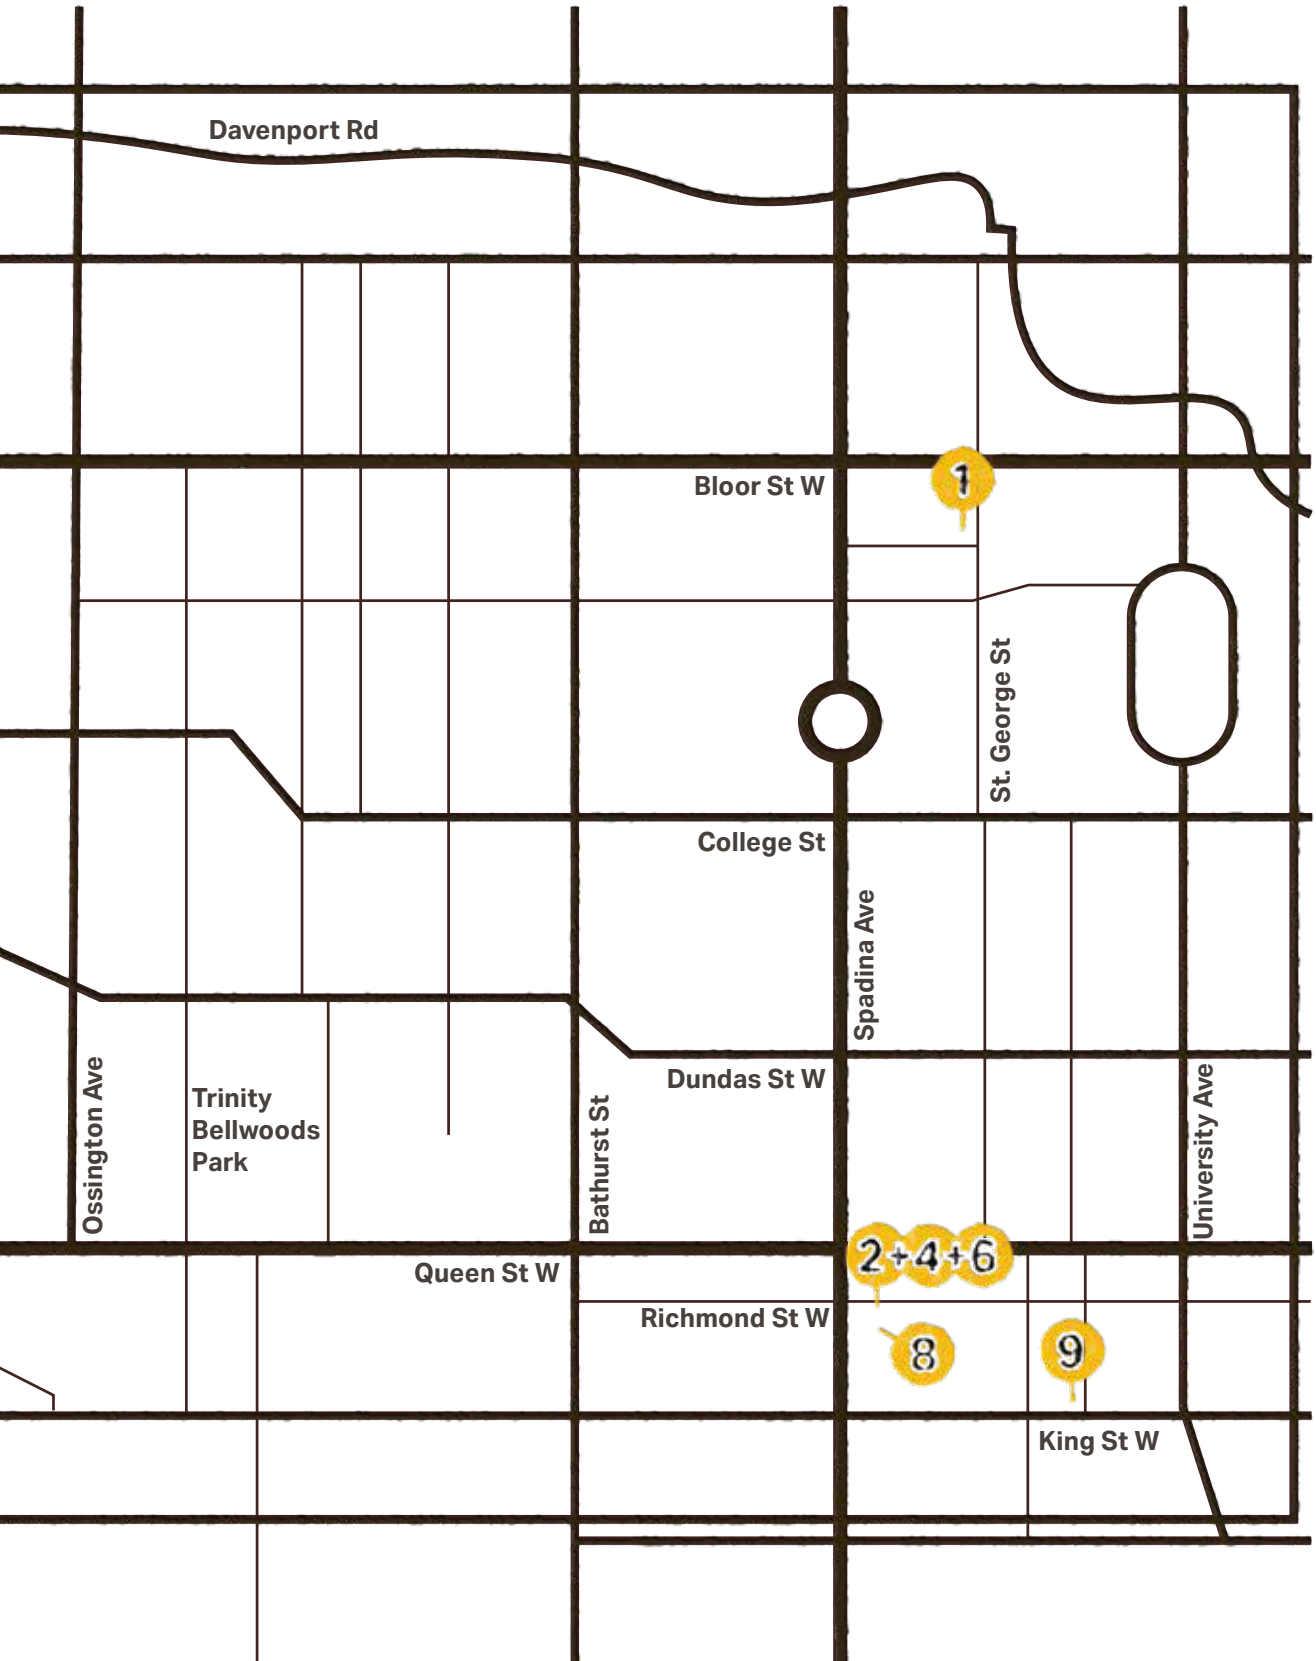 Davenport Rd
1
Bloor St W
St. George St
College St
Spadina Ave
Dundas St W
Ossington Ave
Trinity
Bellwoods
Park
Bathurst St
University Ave
2+4+6
Queen St W
Richmond St W
8
9
King St W